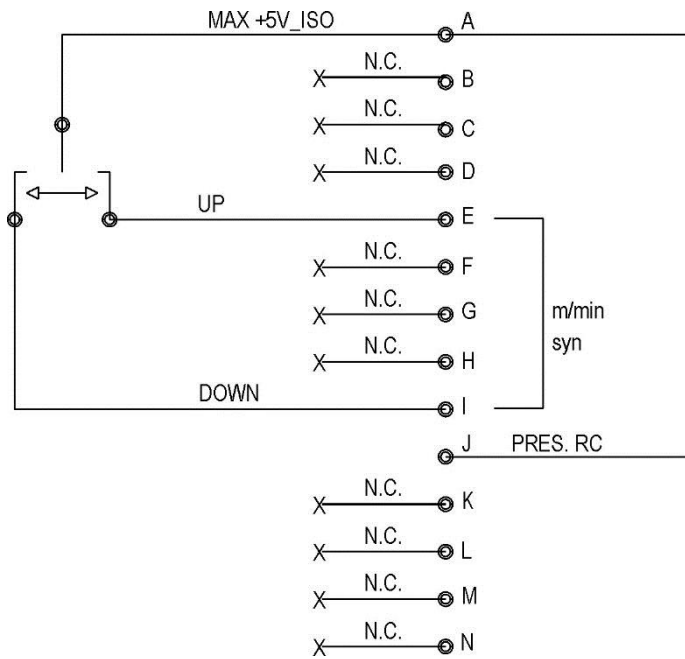 MAX +5V_ISO A
N.C. B
X
N.C. C
X
N.C. D
X
UP E
N.C. F
X
N.C. G
X
m/min
syn
N.C. H
X
DOWN I
J PRES. RC
N.C. K
X
N.C. L
X
N.C. M
X
N.C. N
X